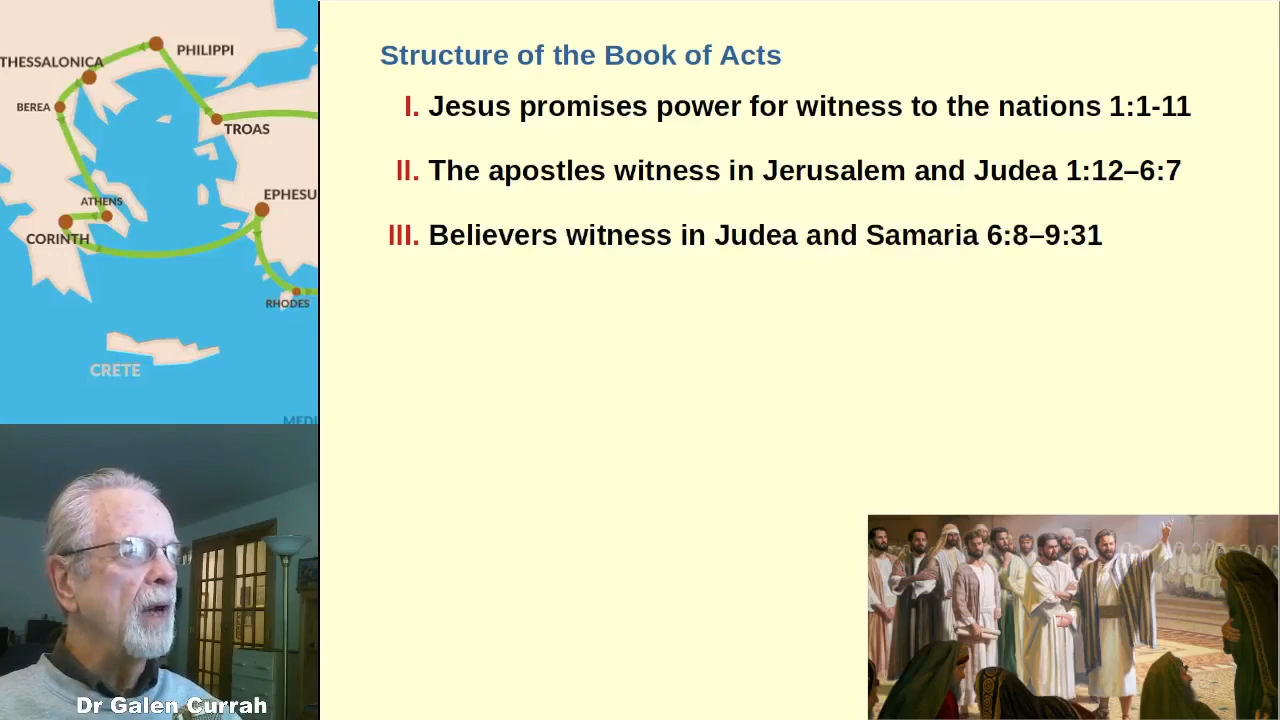 THESSALONICA
PHILIPPI
BEREA
TROAS
ATHENS
EPHESU
CORINTH
RHODES
CRETE
MEDI
Dr Galen Currah
Structure of the Book of Acts
I. Jesus promises power for witness to the nations 1:1-11
II. The apostles witness in Jerusalem and Judea 1:12–6:7
III. Believers witness in Judea and Samaria 6:8–9:31